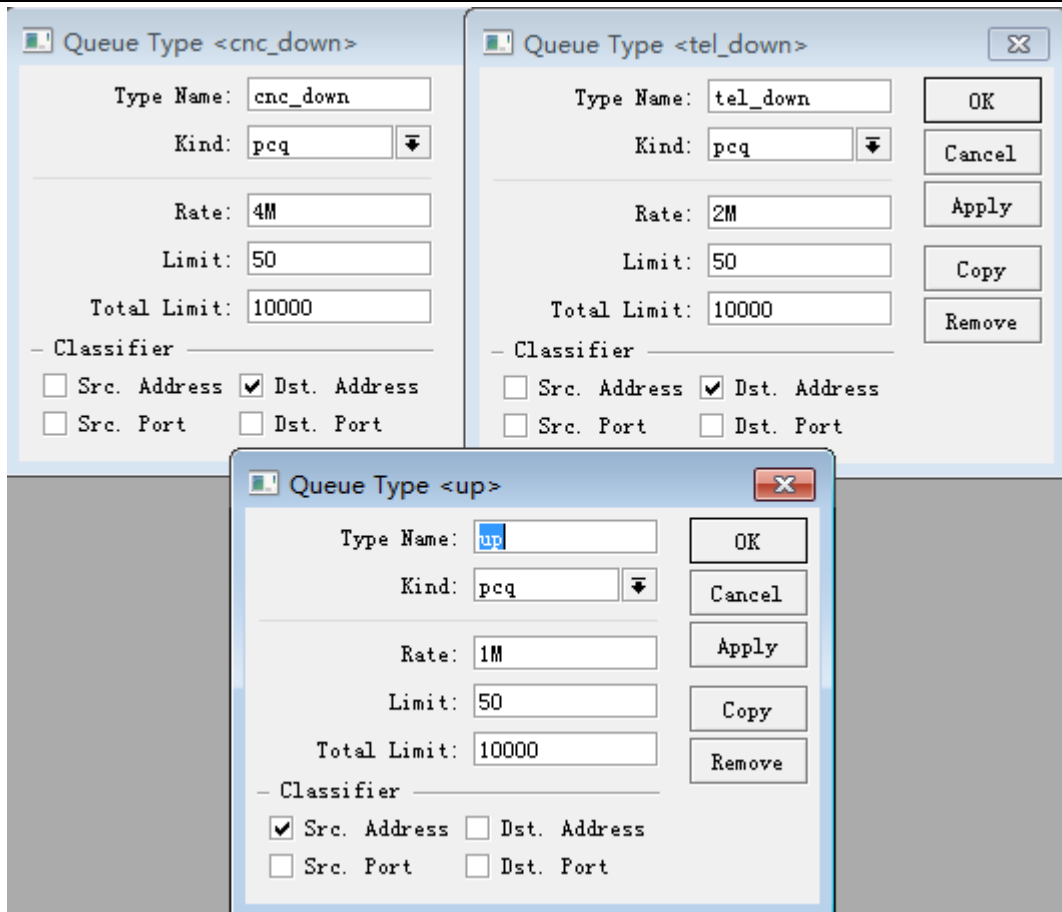 Queue Type <cnc_down>
Type Name: cnc_down
Kind: pcq
Rate: 4M
Limit: 50
Total Limit: 10000
Classifier
Src. Address Dst. Address
Src. Port Dst. Port
Queue Type <tel_down>
Type Name: tel_down
Kind: pcq
Rate: 2M
Limit: 50
Total Limit: 10000
Classifier
Src. Address Dst. Address
Src. Port Dst. Port
OK
Cancel
Apply
Copy
Remove
Queue Type <up>
Type Name: up
Kind: pcq
Rate: 1M
Limit: 50
Total Limit: 10000
Classifier
Src. Address Dst. Address
Src. Port Dst. Port
OK
Cancel
Apply
Copy
Remove